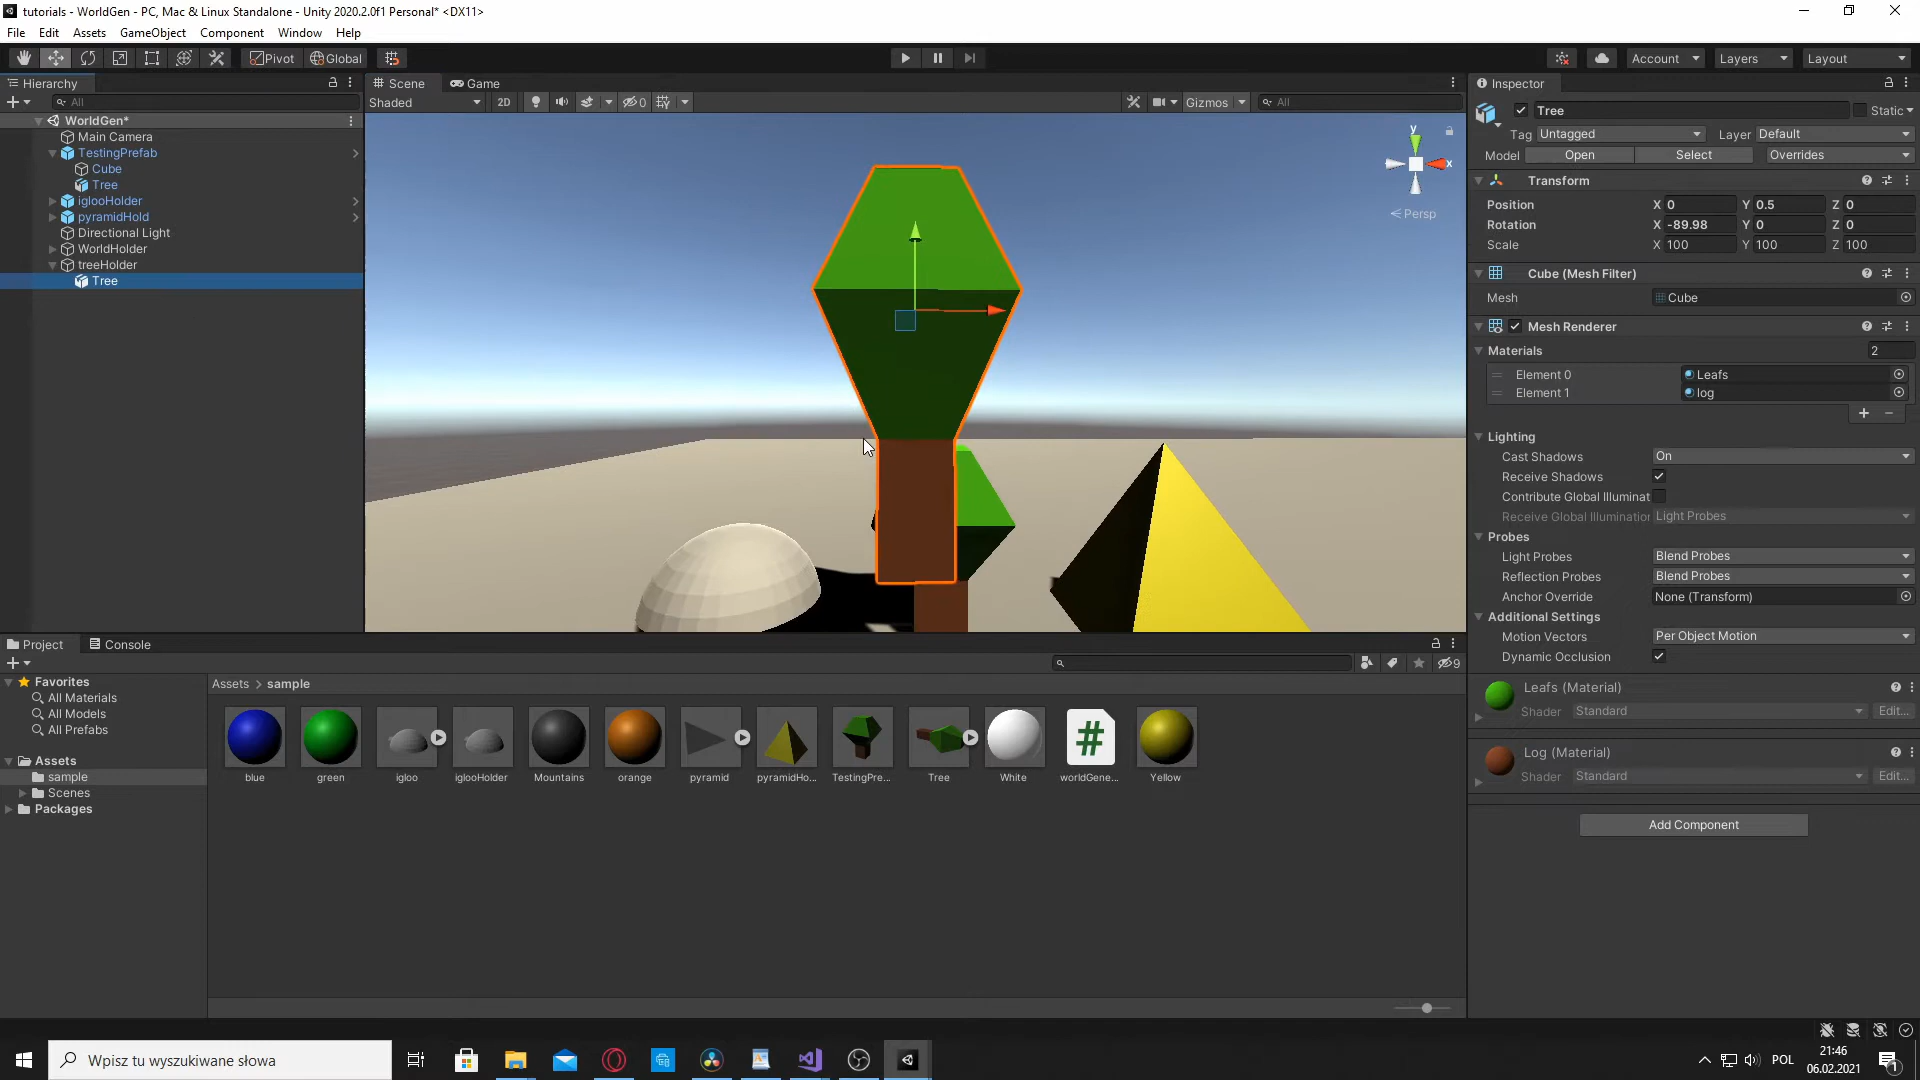 tutorials - WorldGen - PC, Mac & Linux Standalone - Unity 2020.2.0f1 Personal* <DX11>
File Edit Assets GameObject Component Window Help
Pivot Global Account Layers Layout
Hierarchy
All
WorldGen*
Main Camera
TestingPrefab
Cube
Tree
iglooHolder
pyramidHold
Directional Light
WorldHolder
treeHolder
Tree
Scene Game
Shaded 2D 0 Gizmos All
y
x
Persp
Inspector
Tree Static
Tag Untagged Layer Default
Model Open Select Overrides
Transform
Position X 0 Y 0.5 Z 0
Rotation X -89.98 Y 0 Z 0
Scale X 100 Y 100 Z 100
Cube (Mesh Filter)
Mesh Cube
Mesh Renderer
Materials 2
Element 0 Leafs
Element 1 log
Lighting
Cast Shadows On
Receive Shadows
Contribute Global Illuminat
Receive Global Illumination Light Probes
Probes
Light Probes Blend Probes
Reflection Probes Blend Probes
Anchor Override None (Transform)
Additional Settings
Motion Vectors Per Object Motion
Dynamic Occlusion
Leafs (Material)
Shader Standard Edit...
Log (Material)
Shader Standard Edit...
Add Component
Project Console
9
Favorites
All Materials
All Models
All Prefabs
Assets
sample
Scenes
Packages
Assets > sample
blue green igloo iglooHolder Mountains orange pyramid pyramidHo... TestingPre... Tree White worldGene... Yellow
Wpisz tu wyszukiwane słowa
POL
21:46
06.02.2021
1